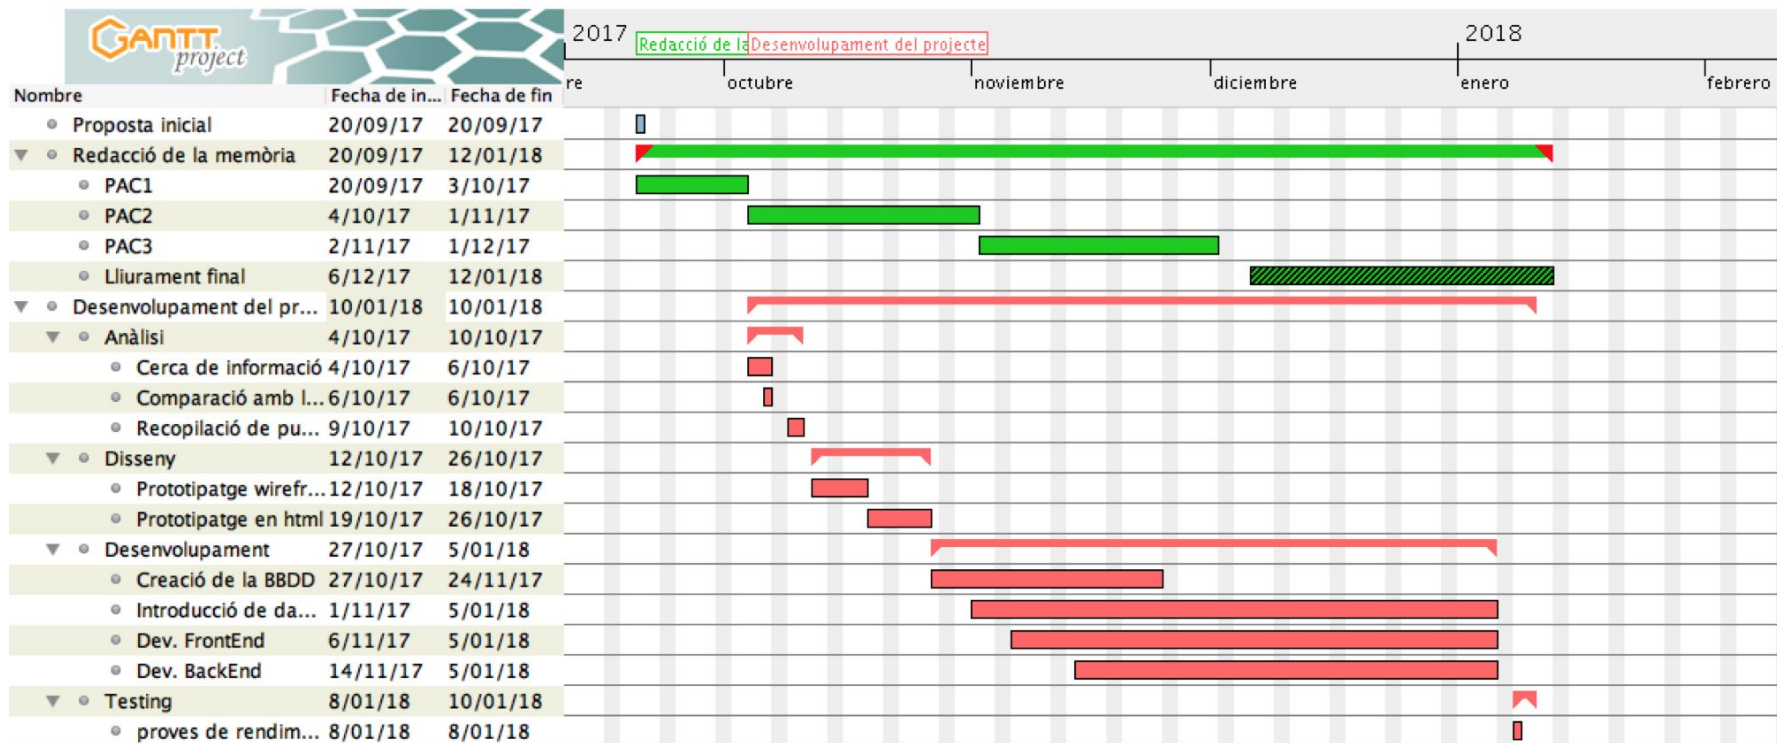 GANTT
project
2017
2018
Redacció de la
Desenvolupament del projecte
re
octubre
noviembre
diciembre
enero
febrero
Nombre Fecha de in... Fecha de fin
Proposta inicial 20/09/17 20/09/17
Redacció de la memòria 20/09/17 12/01/18
PAC1 20/09/17 3/10/17
PAC2 4/10/17 1/11/17
PAC3 2/11/17 1/12/17
Lliurament final 6/12/17 12/01/18
Desenvolupament del pr... 10/01/18 10/01/18
Anàlisi 4/10/17 10/10/17
Cerca de informació 4/10/17 6/10/17
Comparació amb l... 6/10/17 6/10/17
Recopilació de pu... 9/10/17 10/10/17
Disseny 12/10/17 26/10/17
Prototipatge wirefr... 12/10/17 18/10/17
Prototipatge en html 19/10/17 26/10/17
Desenvolupament 27/10/17 5/01/18
Creació de la BBDD 27/10/17 24/11/17
Introducció de da... 1/11/17 5/01/18
Dev. FrontEnd 6/11/17 5/01/18
Dev. BackEnd 14/11/17 5/01/18
Testing 8/01/18 10/01/18
proves de rendim... 8/01/18 8/01/18